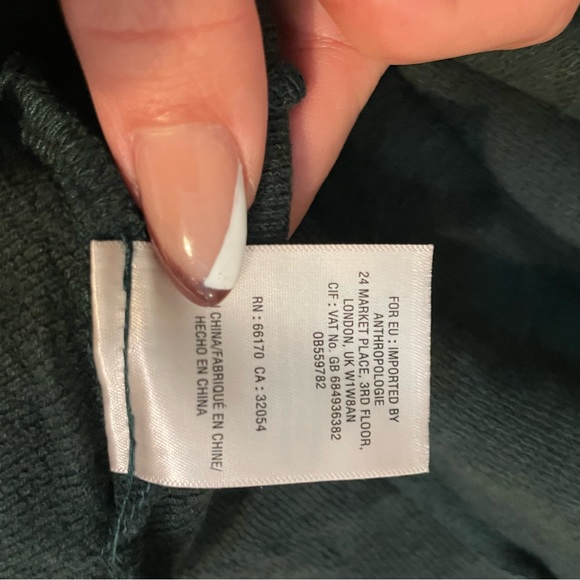 FOR EU : IMPORTED BY
ANTHROPOLOGIE
24 MARKET PLACE, 3RD FLOOR,
LONDON, UK W1W8AN
CIF : VAT No. GB 684936382
0B559782
RN : 66170 CA : 32054
CHINA/FABRIQUÉ EN CHINE/
HECHO EN CHINA